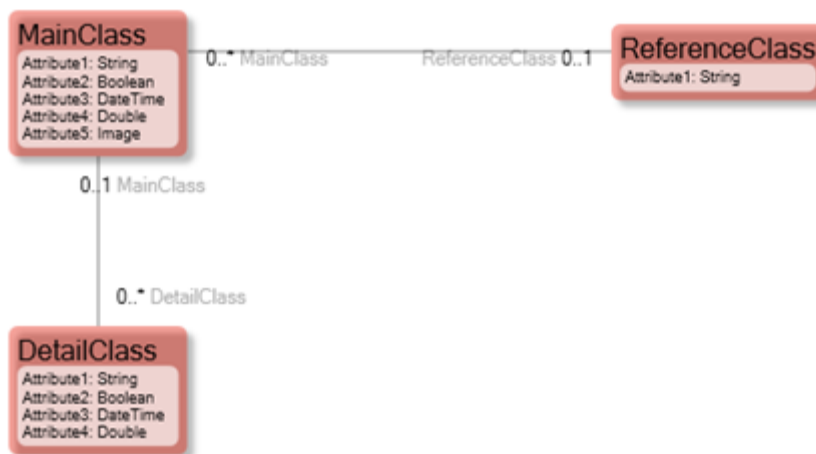 MainClass
Attribute1: String
Attribute2: Boolean
Attribute3: DateTime
Attribute4: Double
Attribute5: Image
0..* MainClass
ReferenceClass 0..1
ReferenceClass
Attribute1: String
0..1 MainClass
0..* DetailClass
DetailClass
Attribute1: String
Attribute2: Boolean
Attribute3: DateTime
Attribute4: Double